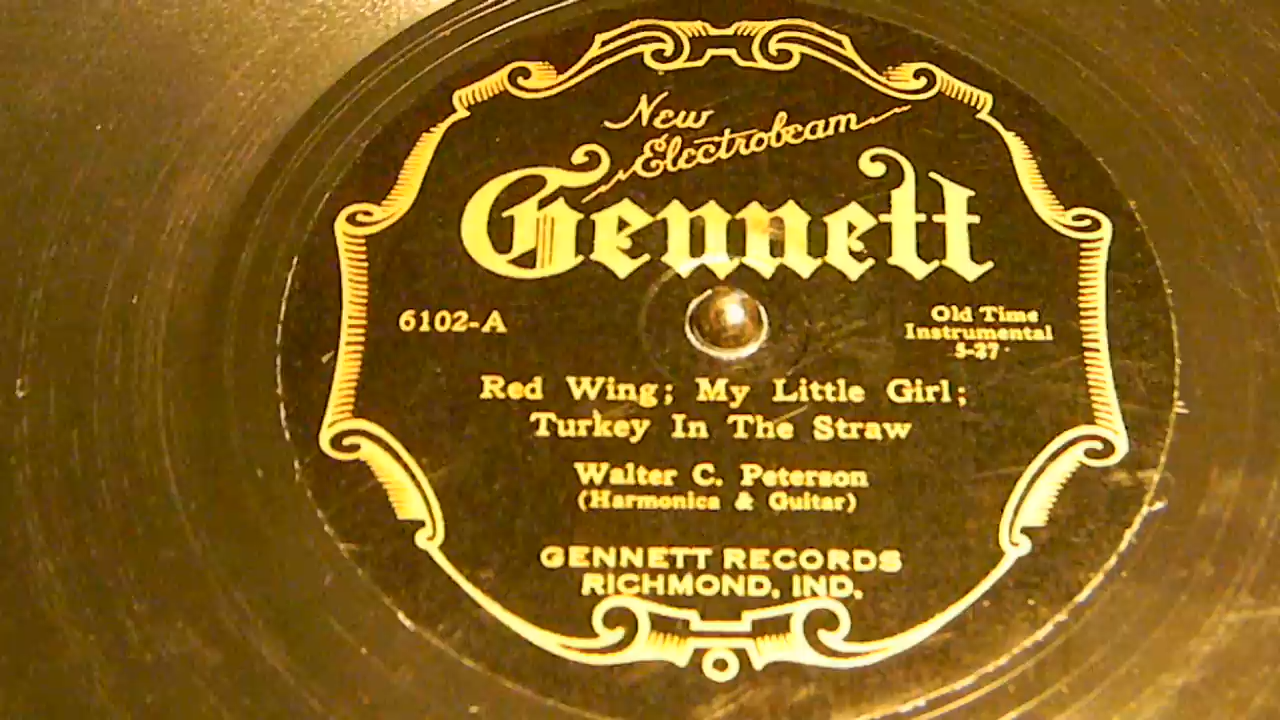 New
Electrobeam
Gennett
6102-A
Old Time
Instrumental
5-27
Red Wing; My Little Girl;
Turkey In The Straw
Walter C. Peterson
(Harmonica & Guitar)
GENNETT RECORDS
RICHMOND, IND.